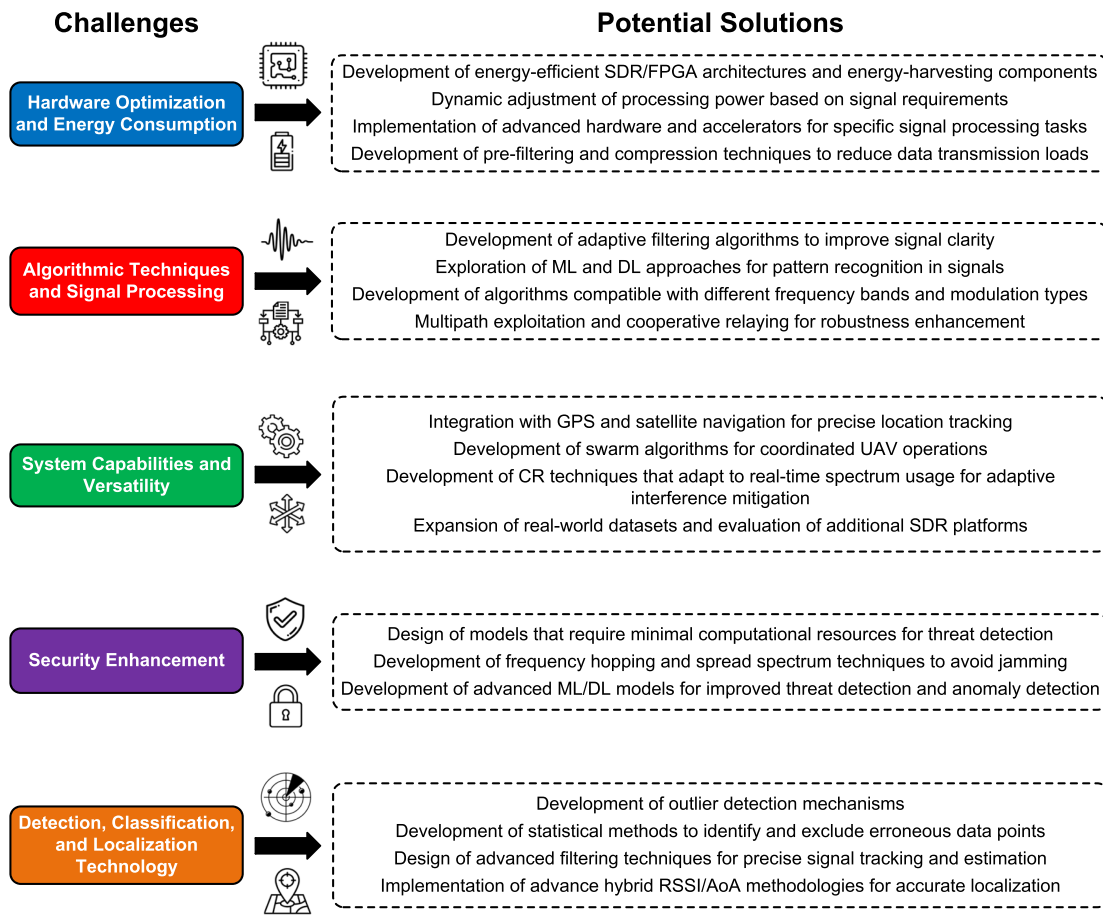 Challenges
Potential Solutions
Hardware Optimization
and Energy Consumption
Development of energy-efficient SDR/FPGA architectures and energy-harvesting components
Dynamic adjustment of processing power based on signal requirements
Implementation of advanced hardware and accelerators for specific signal processing tasks
Development of pre-filtering and compression techniques to reduce data transmission loads
Algorithmic Techniques
and Signal Processing
Development of adaptive filtering algorithms to improve signal clarity
Exploration of ML and DL approaches for pattern recognition in signals
Development of algorithms compatible with different frequency bands and modulation types
Multipath exploitation and cooperative relaying for robustness enhancement
System Capabilities and
Versatility
Integration with GPS and satellite navigation for precise location tracking
Development of swarm algorithms for coordinated UAV operations
Development of CR techniques that adapt to real-time spectrum usage for adaptive
interference mitigation
Expansion of real-world datasets and evaluation of additional SDR platforms
Security Enhancement
Design of models that require minimal computational resources for threat detection
Development of frequency hopping and spread spectrum techniques to avoid jamming
Development of advanced ML/DL models for improved threat detection and anomaly detection
Detection, Classification,
and Localization
Technology
Development of outlier detection mechanisms
Development of statistical methods to identify and exclude erroneous data points
Design of advanced filtering techniques for precise signal tracking and estimation
Implementation of advance hybrid RSSI/AoA methodologies for accurate localization